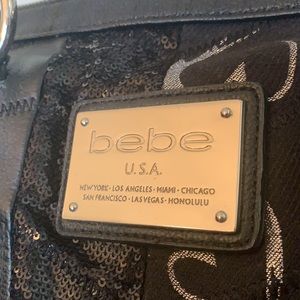 bebe
U.S.A.
NEW YORK · LOS ANGELES · MIAMI · CHICAGO
SAN FRANCISCO · LAS VEGAS · HONOLULU